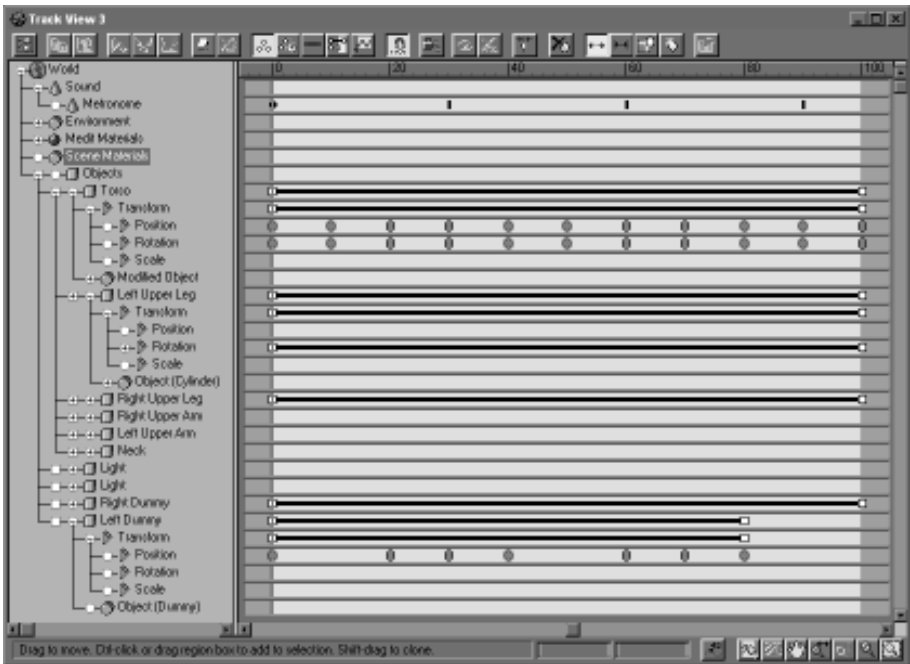 Track View 3
World
0 20 40 60 80 100
Sound
Metronome
Environment
Medit Materials
Scene Materials
Objects
Torso
Transform
Position
Rotation
Scale
Modified Object
Left Upper Leg
Transform
Position
Rotation
Scale
Object (Cylinder)
Right Upper Leg
Right Upper Arm
Left Upper Arm
Neck
Light
Light
Right Dummy
Left Dummy
Transform
Position
Rotation
Scale
Object (Dummy)
Drag to move. Ctrl-click or drag region box to add to selection. Shift-drag to clone.